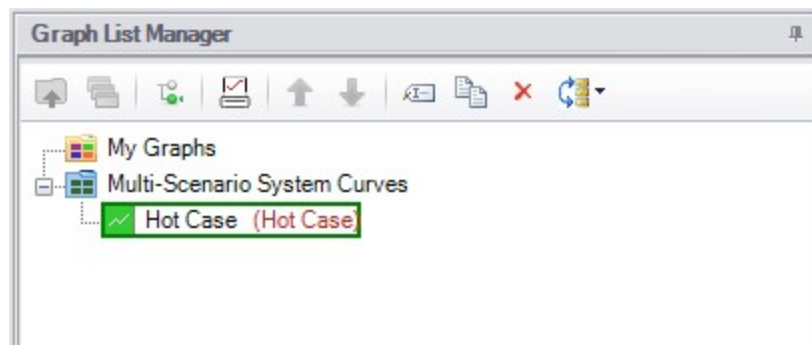 Graph List Manager
My Graphs
Multi-Scenario System Curves
Hot Case (Hot Case)